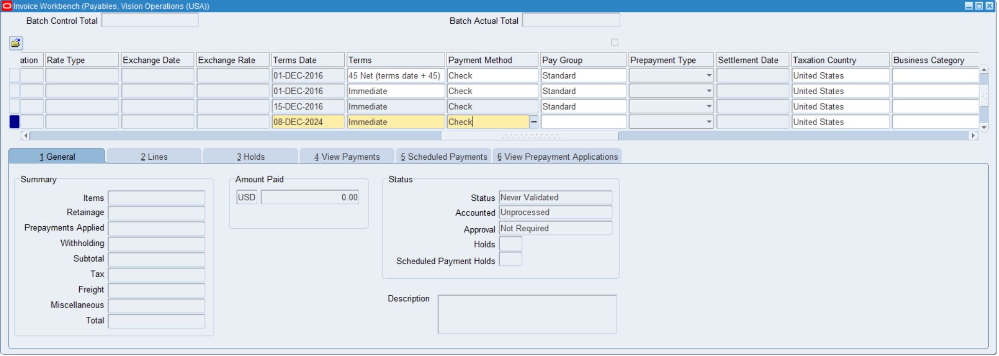 Invoice Workbench (Payables, Vision Operations (USA))
Batch Control Total
Batch Actual Total
ation Rate Type Exchange Date Exchange Rate Terms Date Terms Payment Method Pay Group Prepayment Type Settlement Date Taxation Country Business Category
01-DEC-2016 45 Net (terms date + 45) Check Standard United States
01-DEC-2016 Immediate Check Standard United States
15-DEC-2016 Immediate Check Standard United States
08-DEC-2024 Immediate Check ... United States
1 General 2 Lines 3 Holds 4 View Payments 5 Scheduled Payments 6 View Prepayment Applications
Summary
Items
Retainage
Prepayments Applied
Withholding
Subtotal
Tax
Freight
Miscellaneous
Total
Amount Paid
USD 0.00
Status
Status Never Validated
Accounted Unprocessed
Approval Not Required
Holds
Scheduled Payment Holds
Description